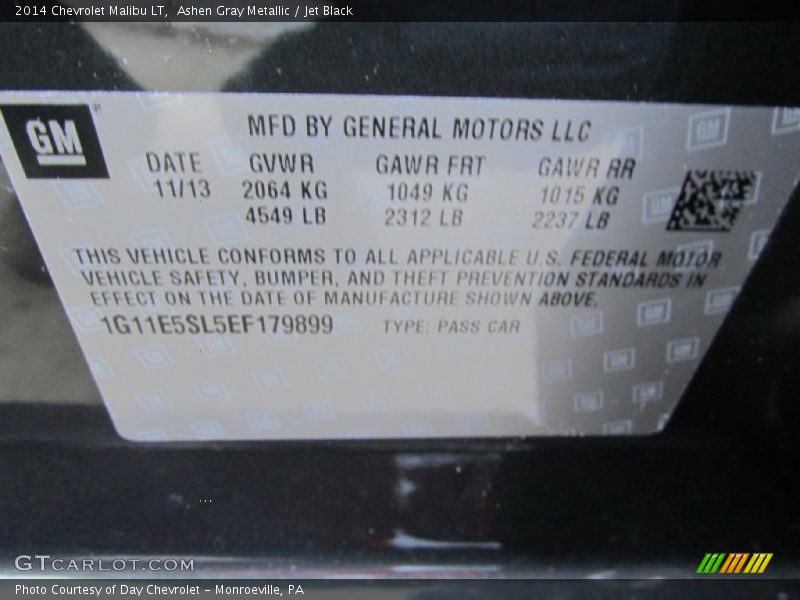 2014 Chevrolet Malibu LT,  Ashen Gray Metallic / Jet Black
GM
MFD BY GENERAL MOTORS LLC
DATE GVWR GAWR FRT GAWR RR
11/13 2064 KG 1049 KG 1015 KG
4549 LB 2312 LB 2237 LB
THIS VEHICLE CONFORMS TO ALL APPLICABLE U.S. FEDERAL MOTOR
VEHICLE SAFETY, BUMPER, AND THEFT PREVENTION STANDARDS IN
EFFECT ON THE DATE OF MANUFACTURE SHOWN ABOVE.
1G11E5SL5EF179899 TYPE: PASS CAR
GTCARLOT.COM
Photo Courtesy of Day Chevrolet - Monroeville, PA